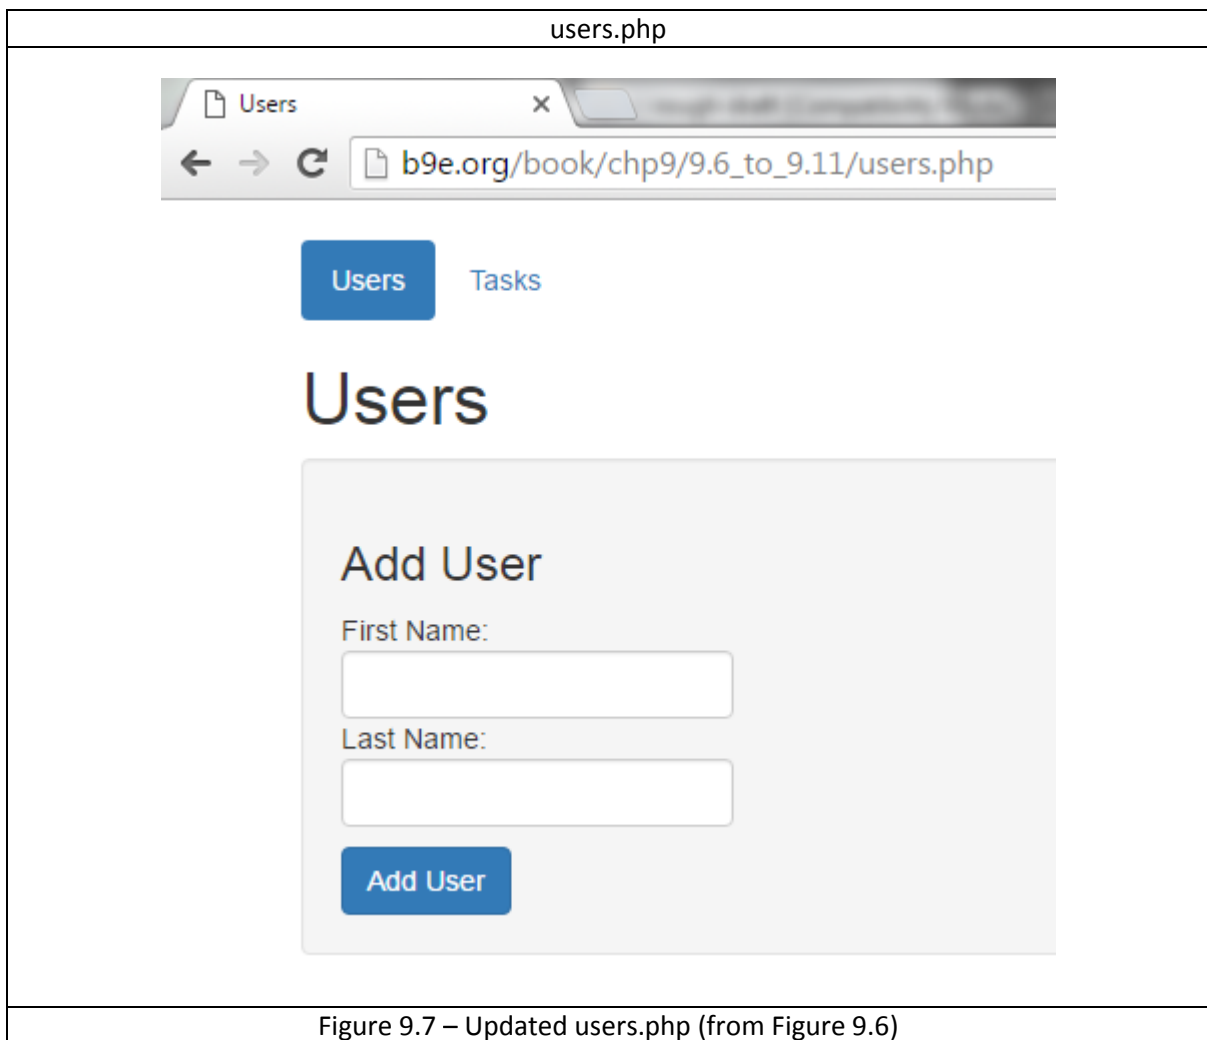 users.php
Users
b9e.org/book/chp9/9.6_to_9.11/users.php
Users Tasks
Users
Add User
First Name:
Last Name:
Add User
Figure 9.7 – Updated users.php (from Figure 9.6)